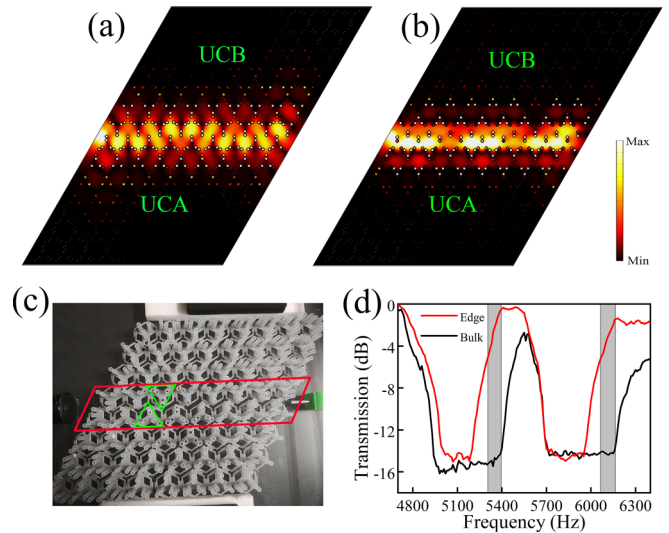 (a)
UCB
UCA
(b)
UCB
UCA
Max
Min
(c)
(d)
Edge
Bulk
Transmission (dB)
0
-4
-8
-12
-16
4800 5100 5400 5700 6000 6300
Frequency (Hz)